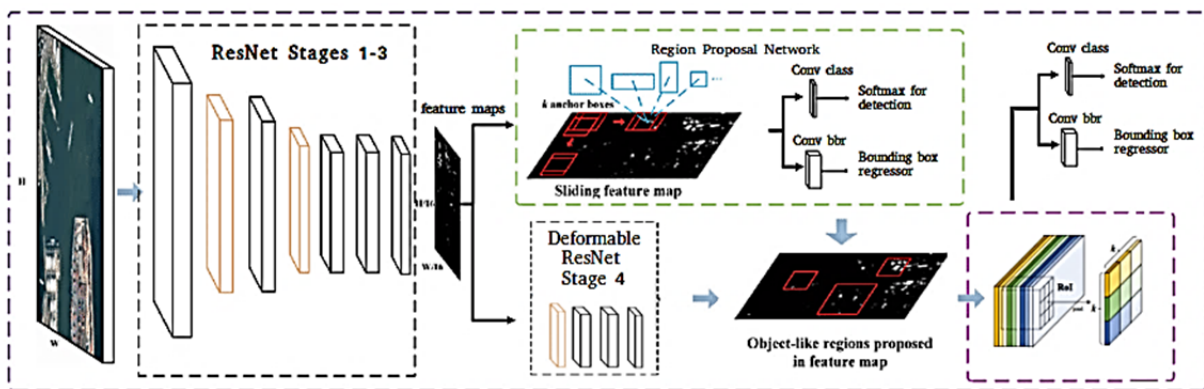 ResNet Stages 1-3
H
W
feature maps
H/16
W/16
Region Proposal Network
k anchor boxes
...
Sliding feature map
Conv class
Softmax for
detection
Conv bbr
Bounding box
regressor
Deformable
ResNet
Stage 4
Object-like regions proposed
in feature map
RoI
k
k
Conv class
Softmax for
detection
Conv bbr
Bounding box
regressor